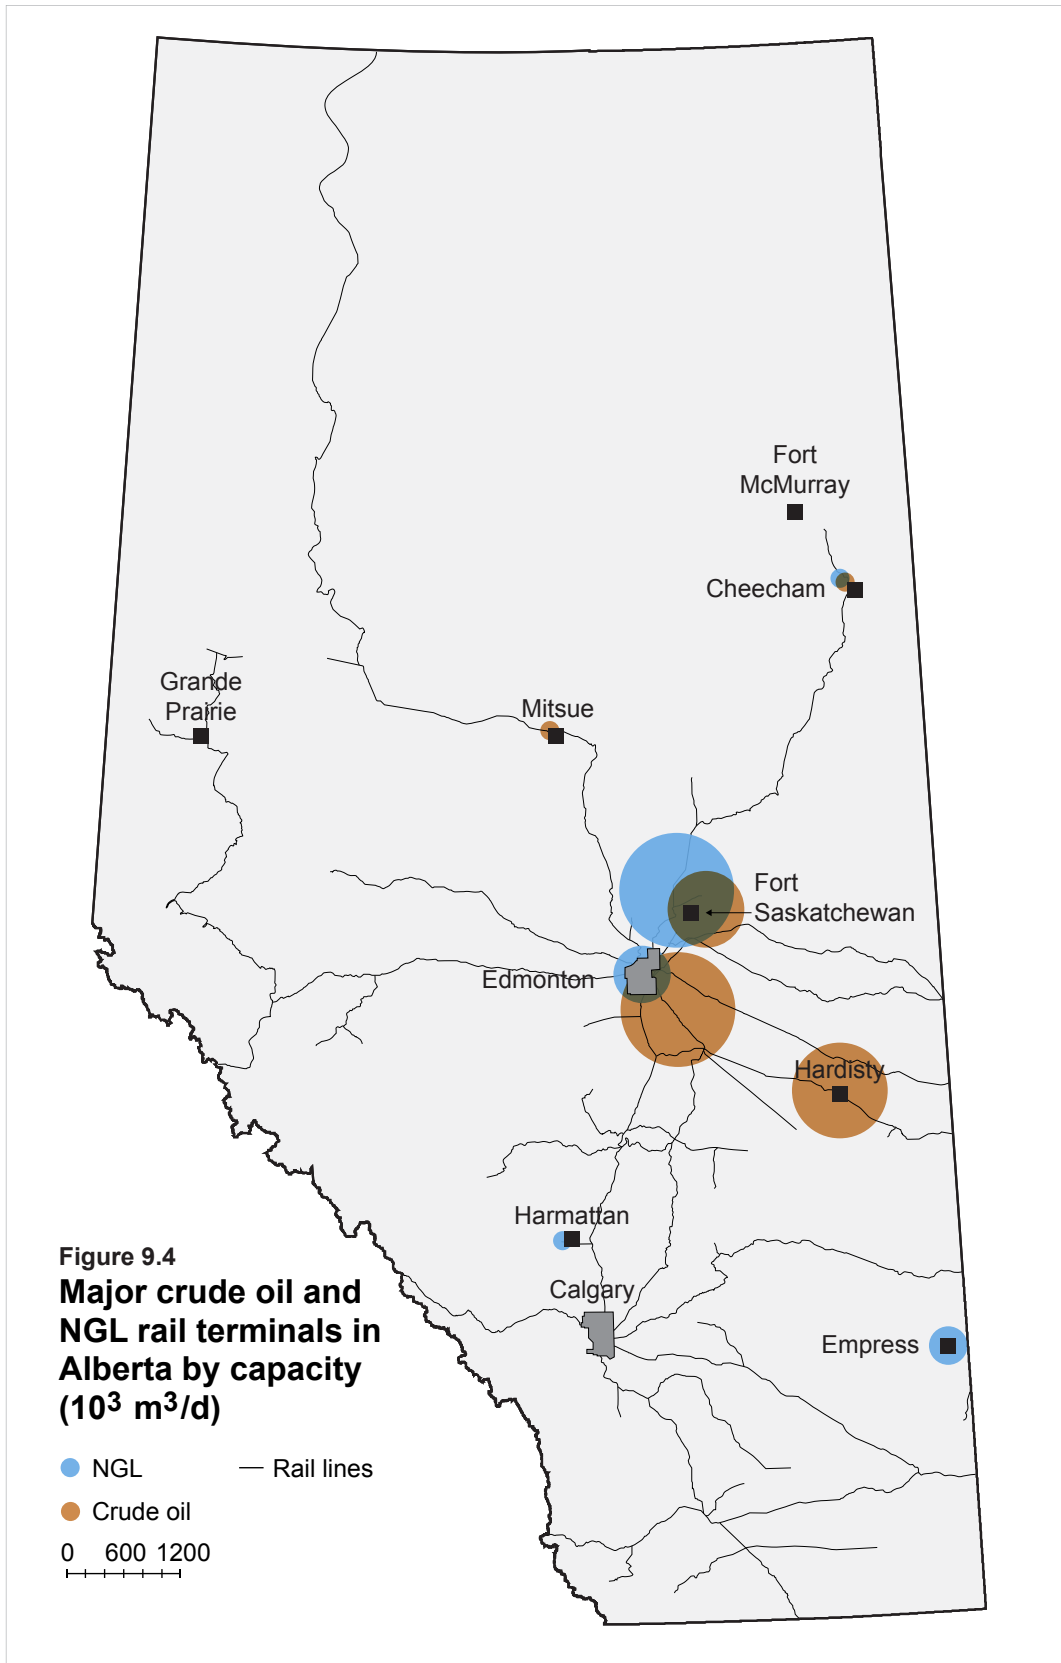 Fort
McMurray
Cheecham
Grande
Prairie
Mitsue
Fort
Saskatchewan
Edmonton
Hardisty
Harmattan
Calgary
Empress
Figure 9.4
Major crude oil and
NGL rail terminals in
Alberta by capacity
(10³ m³/d)
NGL
Rail lines
Crude oil
0 600 1200